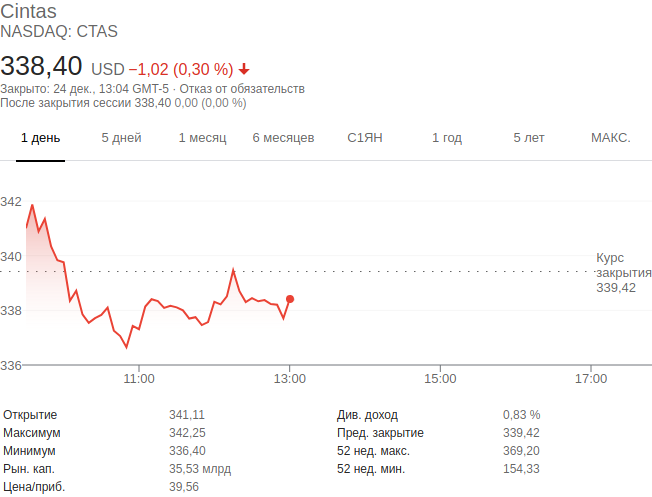 Cintas
NASDAQ: CTAS
338,40 USD −1,02 (0,30 %)
Закрыто: 24 дек., 13:04 GMT-5 · Отказ от обязательств
После закрытия сессии 338,40 0,00 (0,00 %)
1 день 5 дней 1 месяц 6 месяцев С1ЯН 1 год 5 лет МАКС.
342
340
338
336
Курс
закрытия
339,42
11:00 13:00 15:00 17:00
Открытие 341,11 Див. доход 0,83 %
Максимум 342,25 Пред. закрытие 339,42
Минимум 336,40 52 нед. макс. 369,20
Рын. кап. 35,53 млрд 52 нед. мин. 154,33
Цена/приб. 39,56